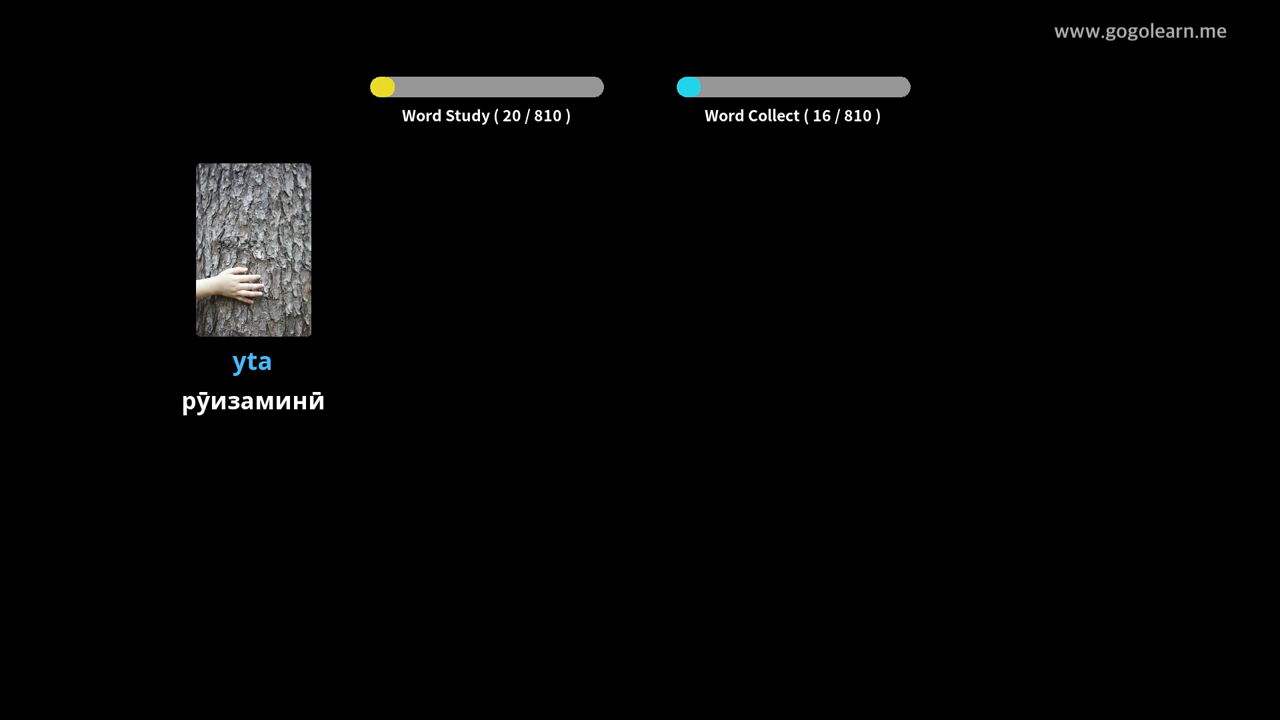 www.gogolearn.me
Word Study ( 20 / 810 )
Word Collect ( 16 / 810 )
yta
рӯизаминӣ